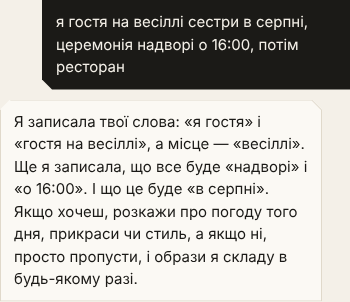 я гостя на весіллі сестри в серпні,
церемонія надворі о 16:00, потім
ресторан
Я записала твої слова: «я гостя» і
«гостя на весіллі», а місце — «весіллі».
Ще я записала, що все буде «надворі» і
«о 16:00». І що це буде «в серпні».
Якщо хочеш, розкажи про погоду того
дня, прикраси чи стиль, а якщо ні,
просто пропусти, і образи я складу в
будь-якому разі.